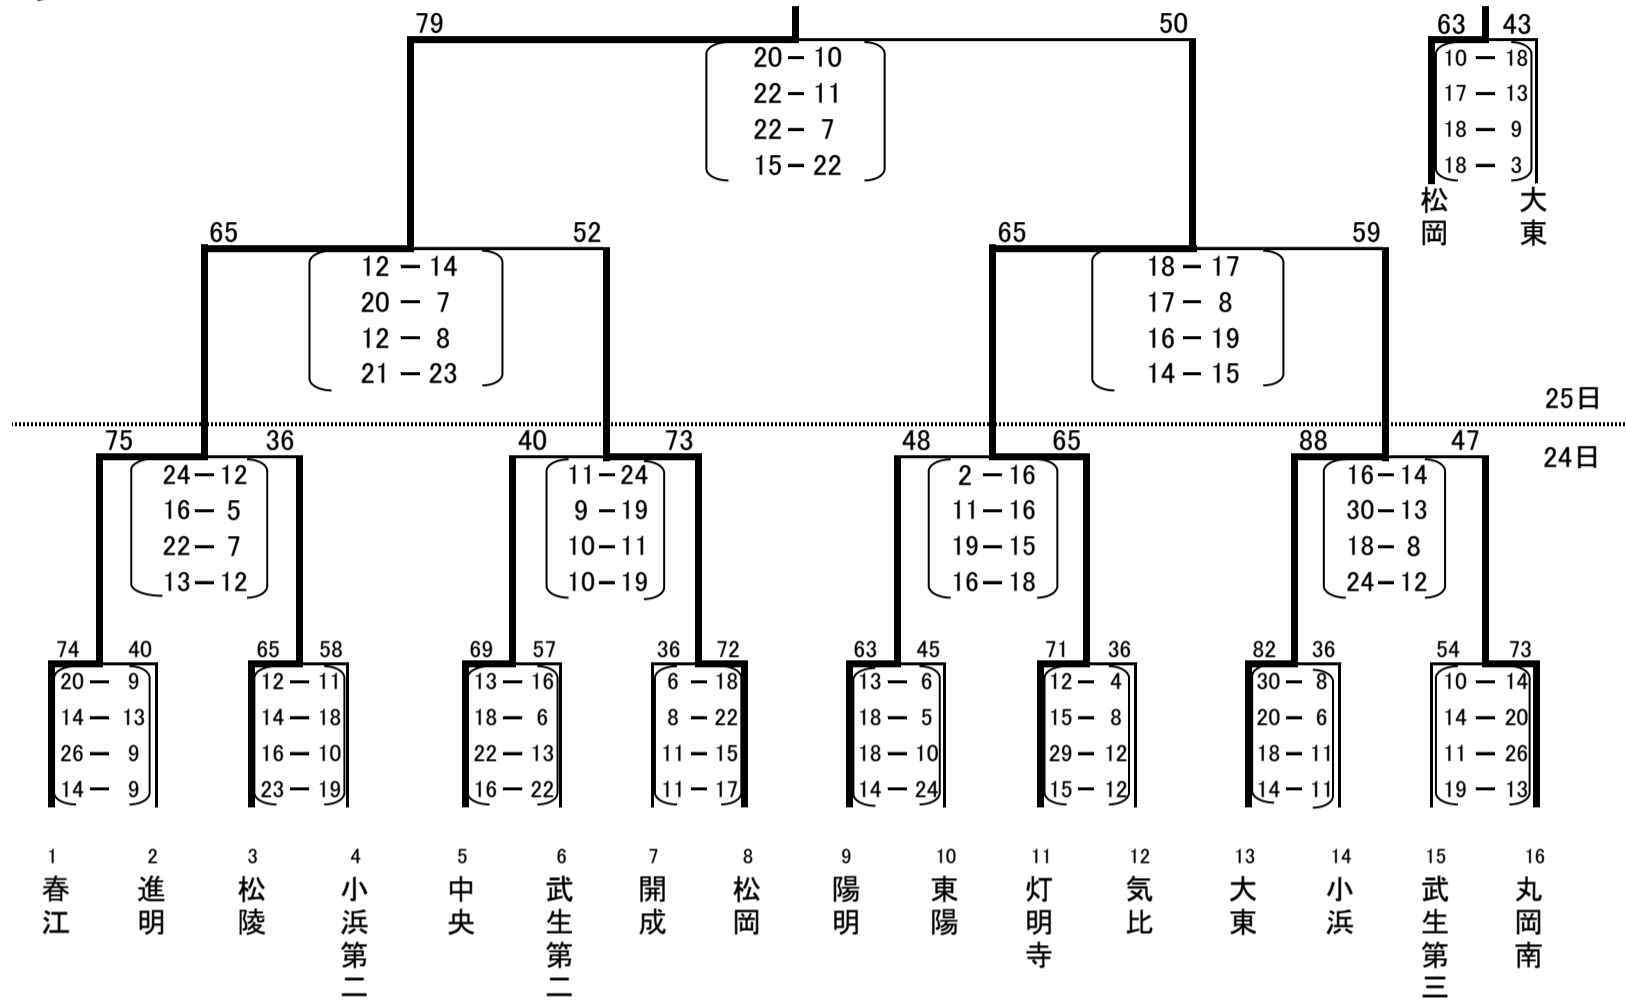 79 50 63 43
20-10 10-18
22-11 17-13
22-7 18-9
15-22 18-3
松岡 大東
65 52 65 59
12-14 18-17
20-7 17-8
12-8 16-19
21-23 14-15
25日
75 36 40 73 48 65 88 47
24日
24-12 11-24 2-16 16-14
16-5 9-19 11-16 30-13
22-7 10-11 19-15 18-8
13-12 10-19 16-18 24-12
74 40 65 58 69 57 36 72 63 45 71 36 82 36 54 73
20-9 12-11 13-16 6-18 13-6 12-4 30-8 10-14
14-13 14-18 18-6 8-22 18-5 15-8 20-6 14-20
26-9 16-10 22-13 11-15 18-10 29-12 18-11 11-26
14-9 23-19 16-22 11-17 14-24 15-12 14-11 19-13
1 2 3 4 5 6 7 8 9 10 11 12 13 14 15 16
春江 進明 松陵 小浜第二 中央 武生第二 開成 松岡 陽明 東陽 灯明寺 気比 大東 小浜 武生第三 丸岡南